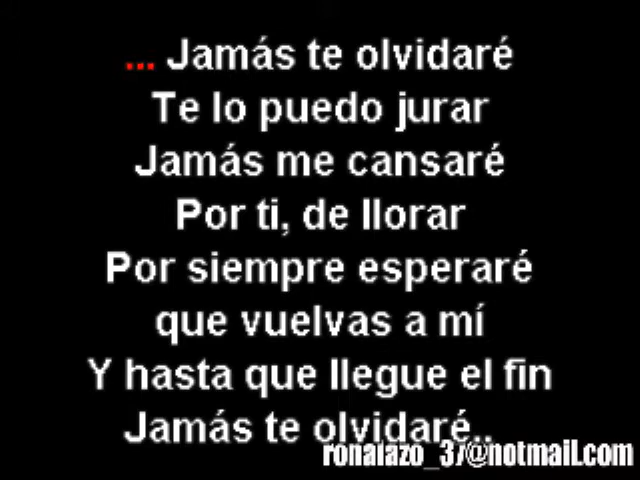 ... Jamás te olvidaré
Te lo puedo jurar
Jamás me cansaré
Por ti, de llorar
Por siempre esperaré
que vuelvas a mí
Y hasta que llegue el fin
Jamás te olvidaré..
ronalazo_37@notmail.com